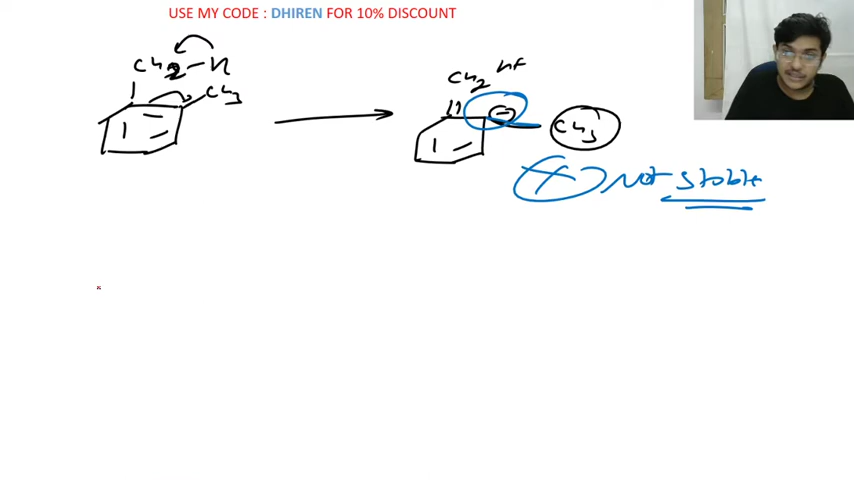 USE MY CODE : DHIREN FOR 10% DISCOUNT
CH2-H
CH3
CH2
CH3
not stable